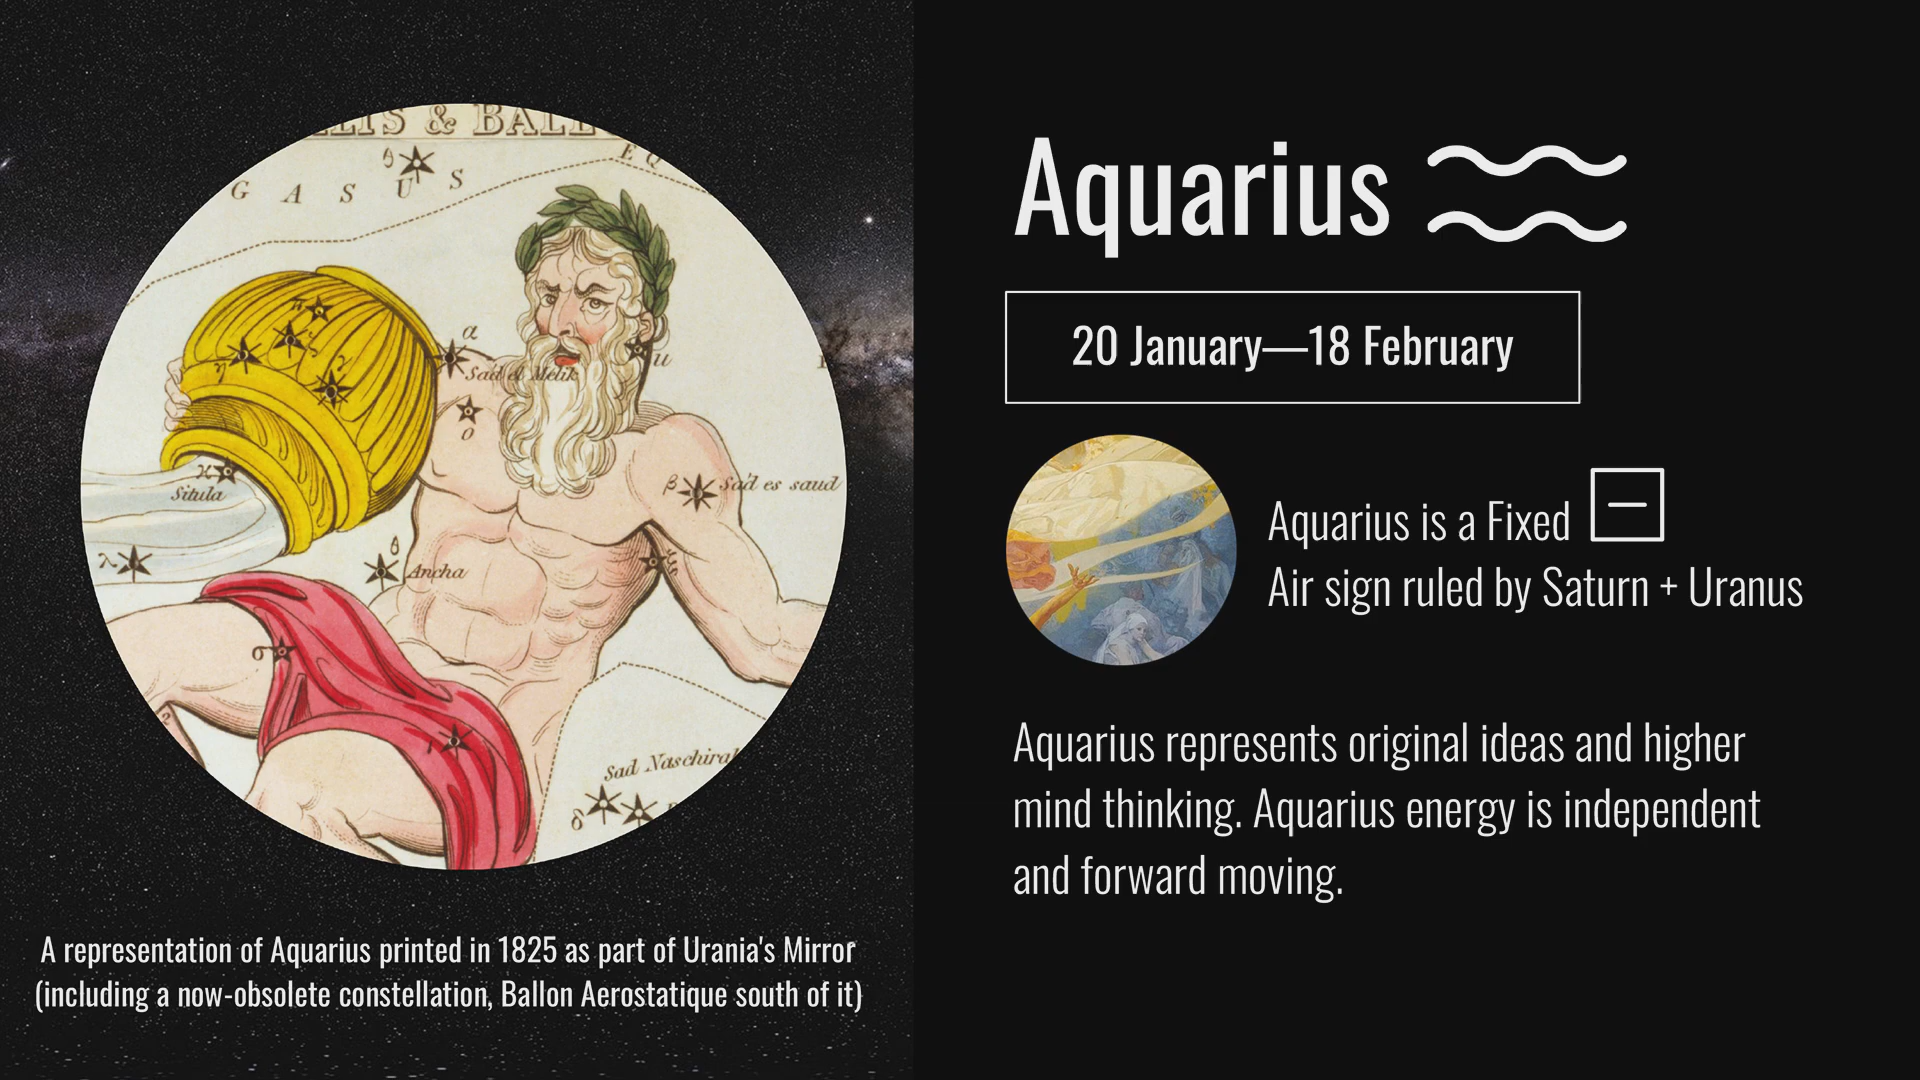 LIS & BALL
E Q
G A S U S
θ
α
Sad el Melik
u
o
π
ζ
γ
η
β Sad es saud
ϰ
Situla
λ
θ
Ancha
ξ
σ
Sad Naschira
δ
A representation of Aquarius printed in 1825 as part of Urania's Mirror
(including a now-obsolete constellation, Ballon Aerostatique south of it)
Aquarius
20 January—18 February
Aquarius is a Fixed
Air sign ruled by Saturn + Uranus
Aquarius represents original ideas and higher
mind thinking. Aquarius energy is independent
and forward moving.